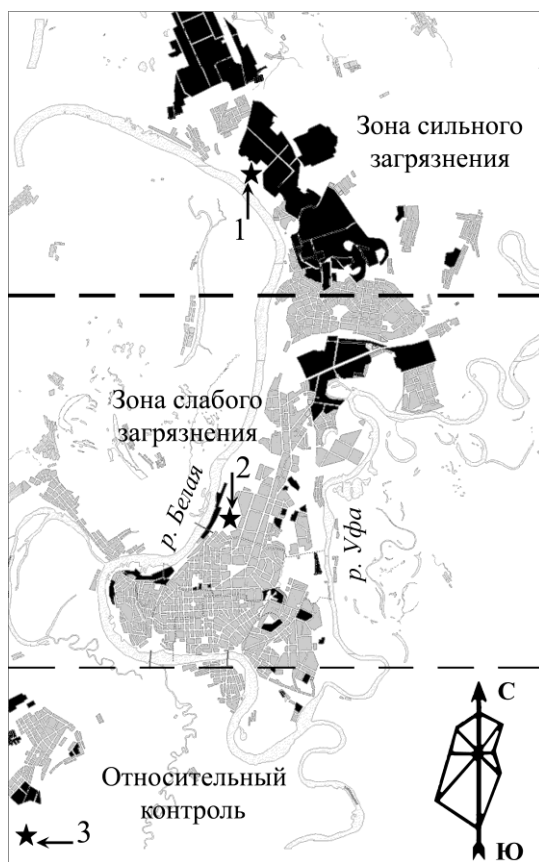 Зона сильного
загрязнения
1
Зона слабого
загрязнения
2
р. Белая
р. Уфа
С
Относительный
контроль
3
Ю